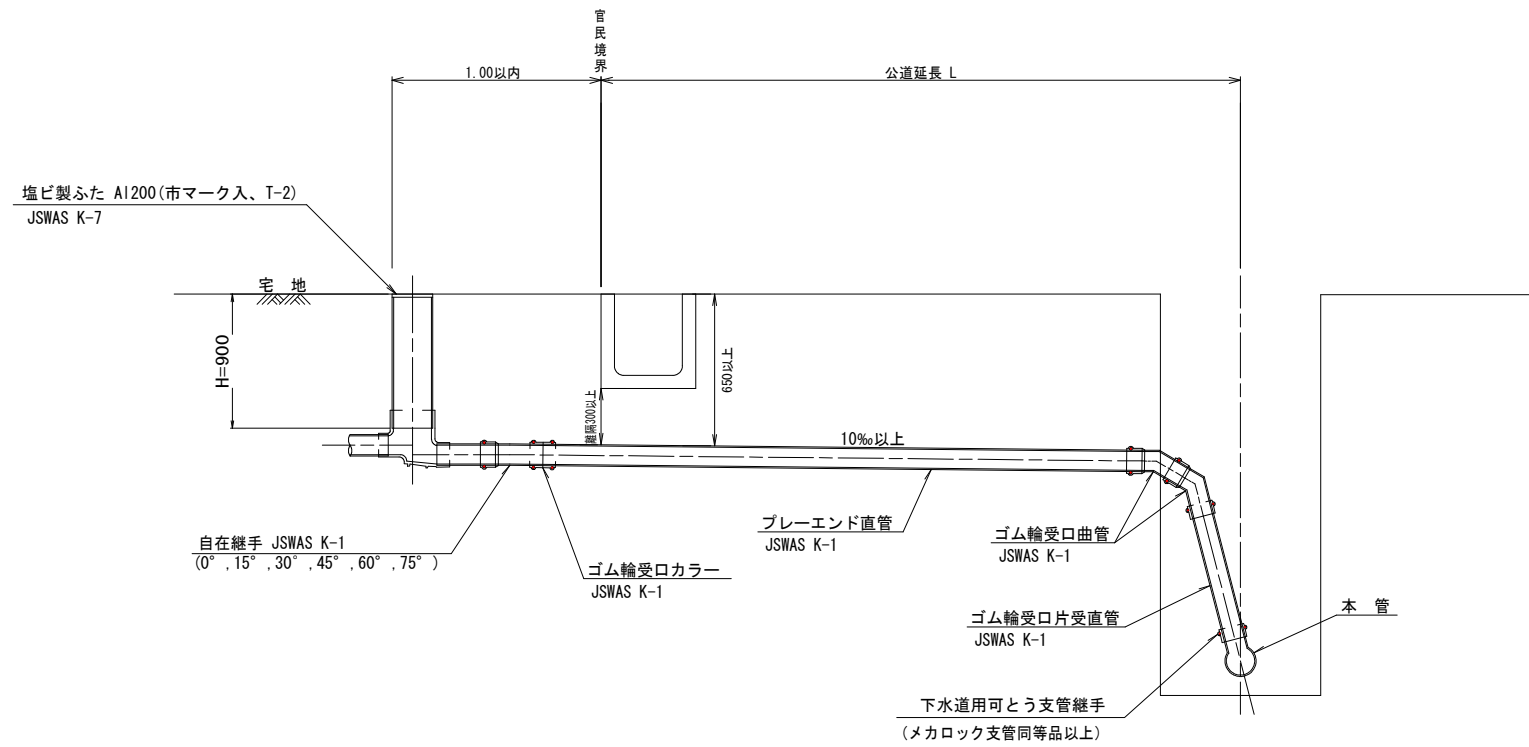 官民境界
1.00以内
公道延長 L
塩ビ製ふた AI200(市マーク入、T-2)
JSWAS K-7
宅 地
H=900
650以上
離隔300以上
10‰以上
自在継手 JSWAS K-1
(0°,15°,30°,45°,60°,75°)
ゴム輪受口カラー
JSWAS K-1
プレーエンド直管
JSWAS K-1
ゴム輪受口曲管
JSWAS K-1
ゴム輪受口片受直管
JSWAS K-1
本 管
下水道用可とう支管継手
(メカロック支管同等品以上)